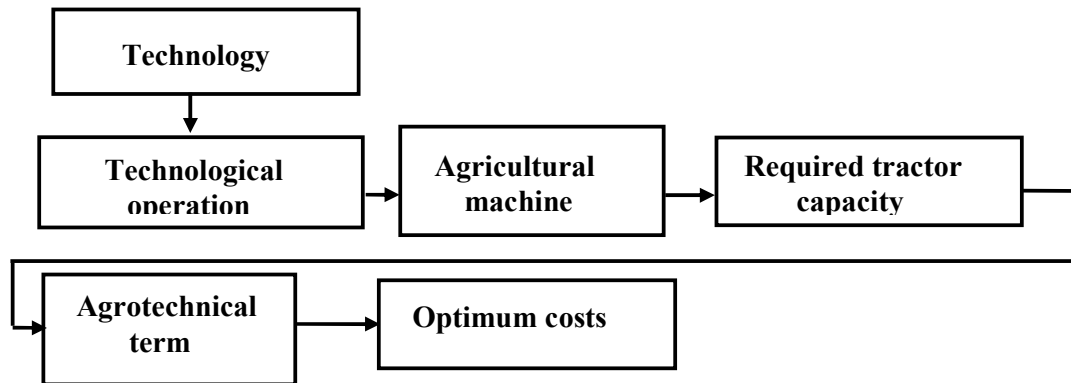 Technology
Technological
operation
Agricultural
machine
Required tractor
capacity
Agrotechnical
term
Optimum costs